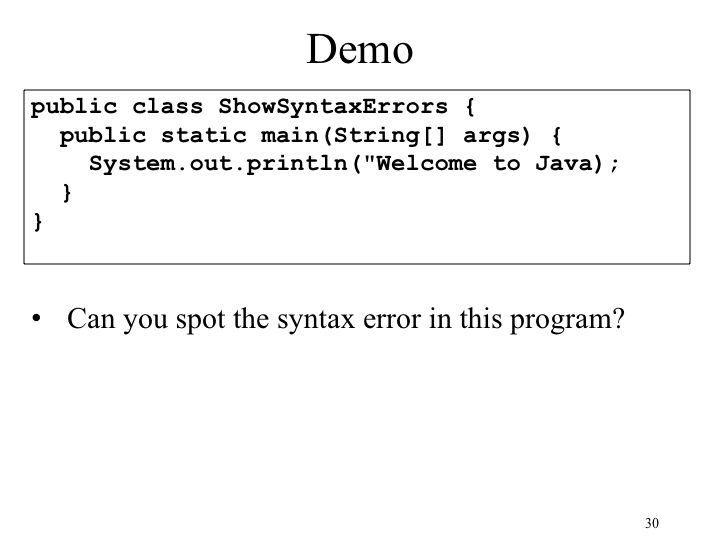 Demo
public class ShowSyntaxErrors {
  public static main(String[] args) {
    System.out.println("Welcome to Java);
  }
}
• Can you spot the syntax error in this program?
30